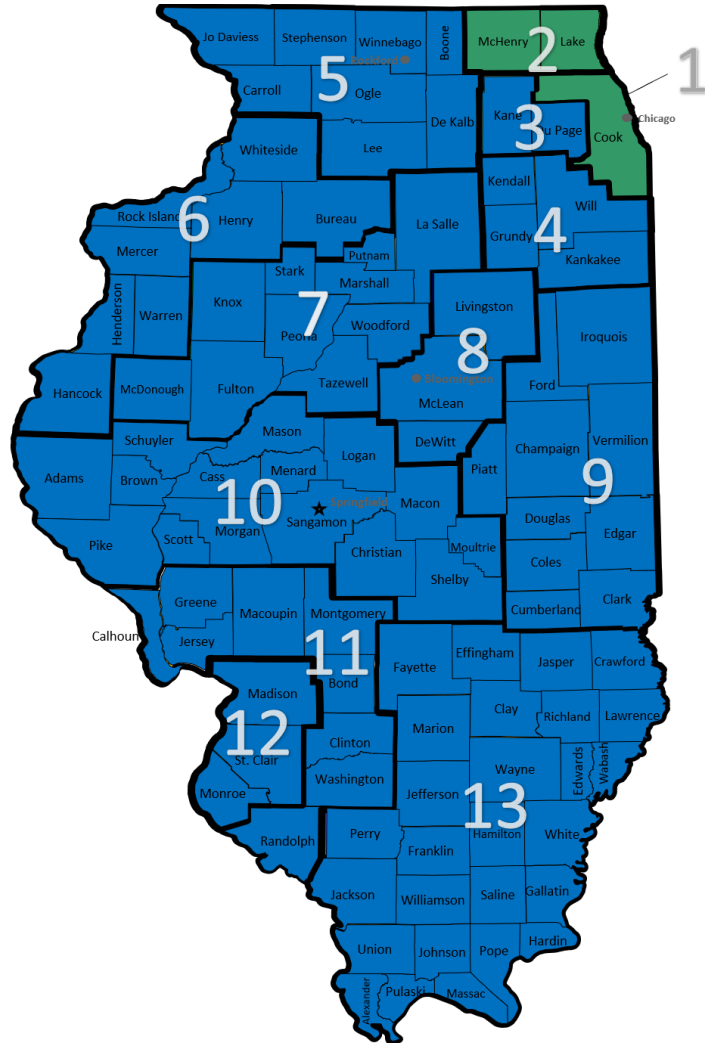 Jo Daviess
Stephenson
Winnebago
Boone
McHenry
Lake
2
1
Rockford
5
Carroll
Ogle
De Kalb
Kane
3
Du Page
Cook
Chicago
Lee
Whiteside
Kendall
Will
La Salle
Rock Island
6
Henry
Bureau
Grundy
4
Mercer
Putnam
Kankakee
Stark
Marshall
Henderson
Warren
Knox
7
Peoria
Woodford
Livingston
8
Iroquois
Hancock
McDonough
Fulton
Tazewell
Bloomington
McLean
Ford
Mason
Schuyler
Logan
DeWitt
Champaign
Vermilion
Adams
Brown
Cass
Menard
Piatt
9
10
Springfield
Macon
Sangamon
Morgan
Scott
Pike
Christian
Moultrie
Douglas
Edgar
Coles
Shelby
Greene
Macoupin
Montgomery
Cumberland
Clark
Calhoun
Jersey
11
Effingham
Jasper
Crawford
Fayette
Bond
Madison
12
Clay
Richland
Lawrence
Marion
Clinton
St. Clair
Edwards
Wabash
Wayne
Washington
Monroe
Jefferson
13
Hamilton
White
Randolph
Perry
Franklin
Jackson
Williamson
Saline
Gallatin
Union
Johnson
Pope
Hardin
Alexander
Pulaski
Massac